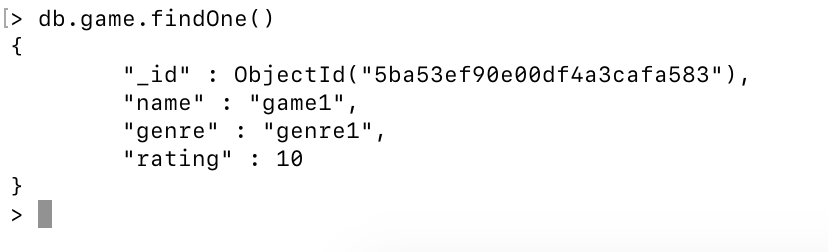 [> db.game.findOne()
{
"_id" : ObjectId("5ba53ef90e00df4a3cafa583"),
"name" : "game1",
"genre" : "genre1",
"rating" : 10
}
>